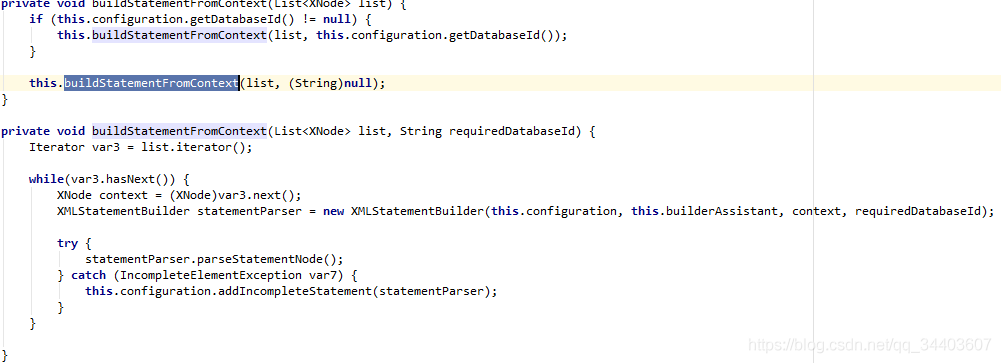 private void buildStatementFromContext(List<XNode> list) {
    if (this.configuration.getDatabaseId() != null) {
        this.buildStatementFromContext(list, this.configuration.getDatabaseId());
    }

    this.buildStatementFromContext(list, (String)null);
}

private void buildStatementFromContext(List<XNode> list, String requiredDatabaseId) {
    Iterator var3 = list.iterator();

    while(var3.hasNext()) {
        XNode context = (XNode)var3.next();
        XMLStatementBuilder statementParser = new XMLStatementBuilder(this.configuration, this.builderAssistant, context, requiredDatabaseId);

        try {
            statementParser.parseStatementNode();
        } catch (IncompleteElementException var7) {
            this.configuration.addIncompleteStatement(statementParser);
        }
    }

}
https://blog.csdn.net/qq_34403607